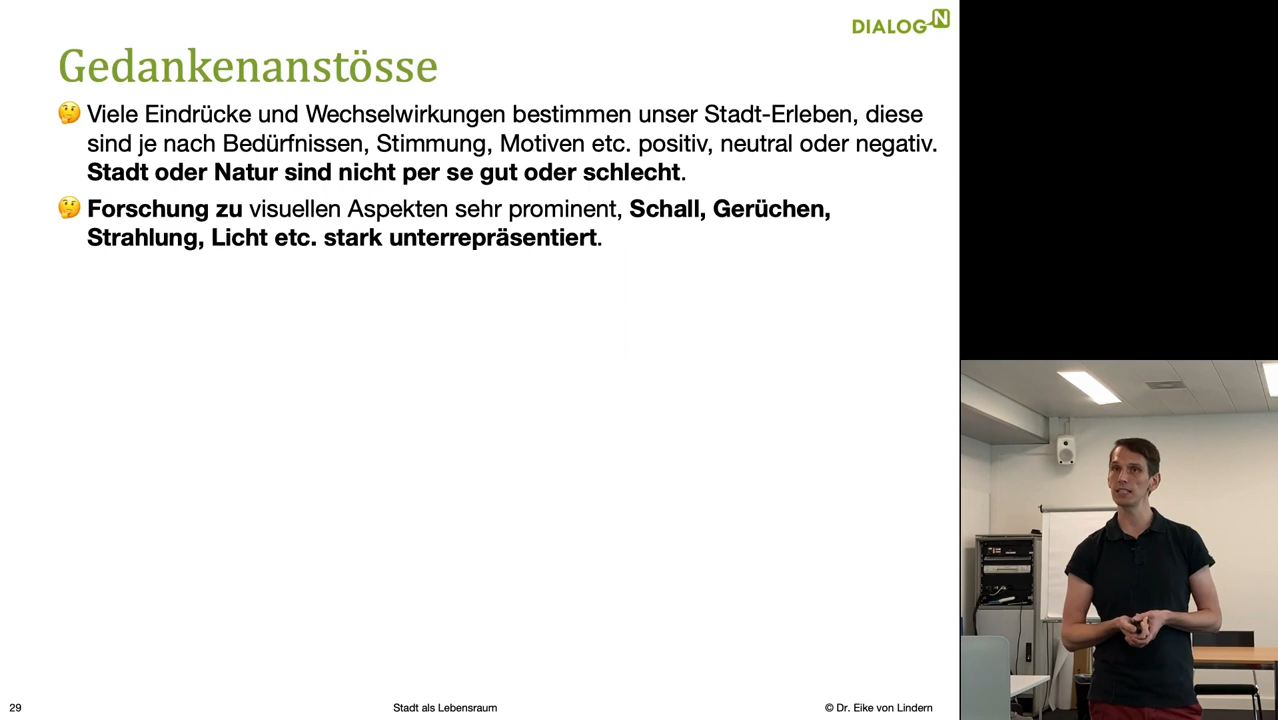 DIALOG N
Gedankenanstösse
🤔 Viele Eindrücke und Wechselwirkungen bestimmen unser Stadt-Erleben, diese
sind je nach Bedürfnissen, Stimmung, Motiven etc. positiv, neutral oder negativ.
Stadt oder Natur sind nicht per se gut oder schlecht.
🤔 Forschung zu visuellen Aspekten sehr prominent, Schall, Gerüchen,
Strahlung, Licht etc. stark unterrepräsentiert.
29
Stadt als Lebensraum
© Dr. Eike von Lindern